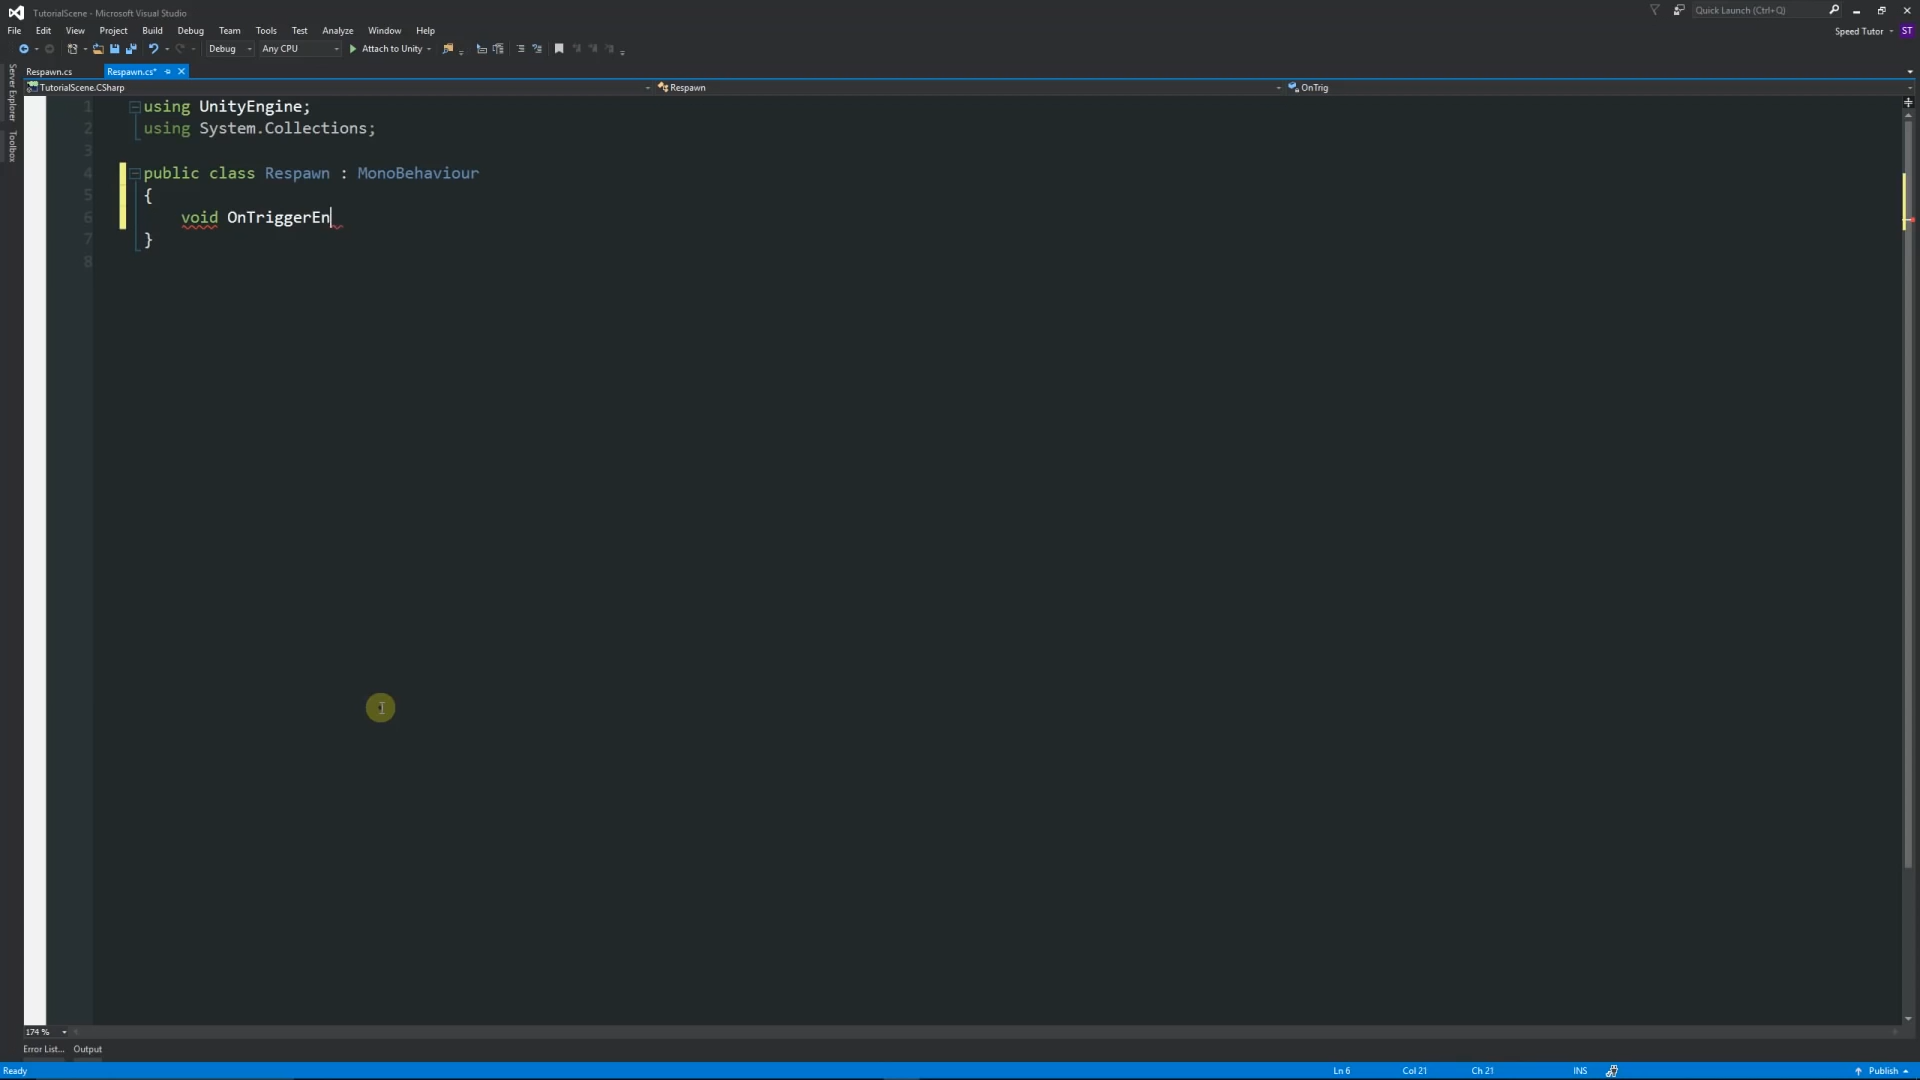 TutorialScene - Microsoft Visual Studio
Quick Launch (Ctrl+Q)
File Edit View Project Build Debug Team Tools Test Analyze Window Help
Speed Tutor ST
Debug Any CPU Attach to Unity
Server Explorer
Toolbox
Respawn.cs Respawn.cs*
TutorialScene.CSharp Respawn OnTrig
1 using UnityEngine;
2 using System.Collections;
3
4 public class Respawn : MonoBehaviour
5 {
6 void OnTriggerEn
7 }
8
174 %
Error List... Output
Ready Ln 6 Col 21 Ch 21 INS Publish